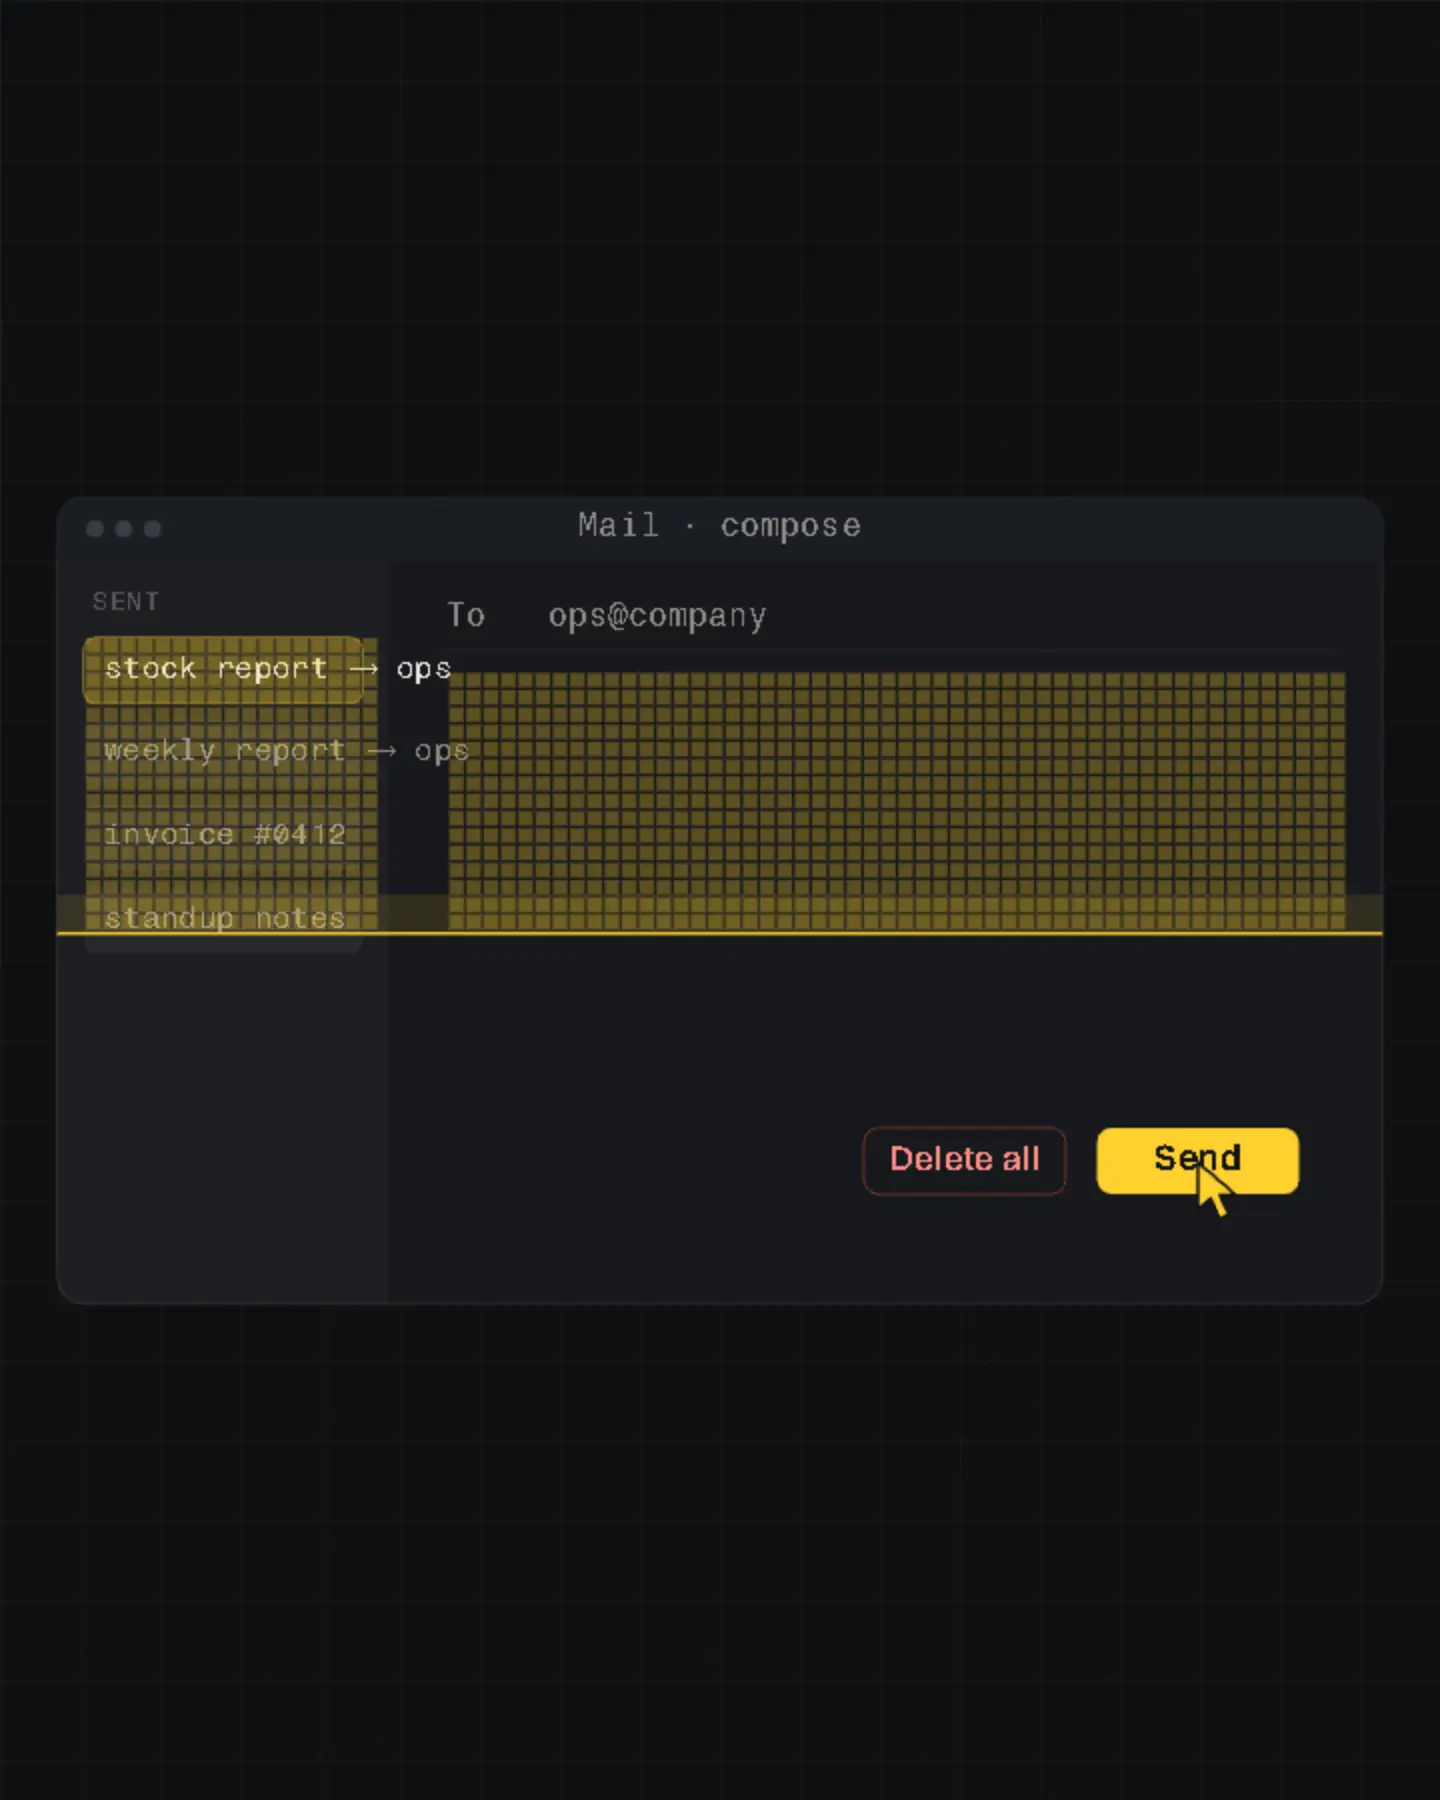 Mail · compose
SENT
To ops@company
stock report → ops
weekly report → ops
invoice #0412
standup notes
Delete all
Send